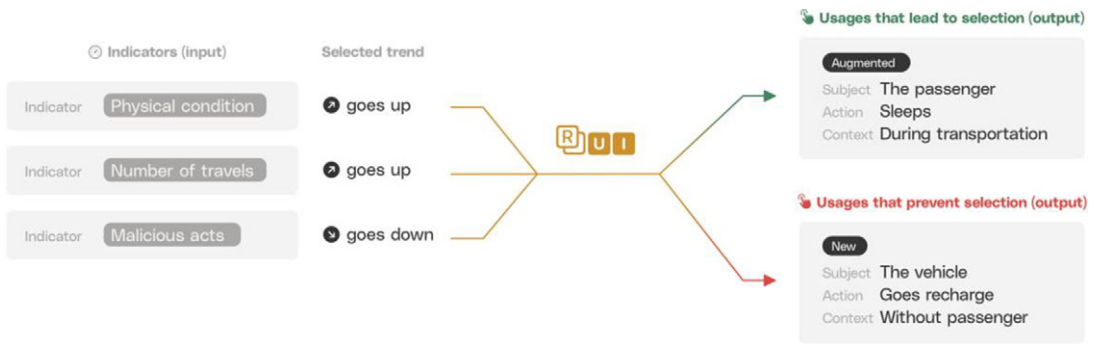 Indicators (input)
Selected trend
Indicator Physical condition
goes up
Indicator Number of travels
goes up
Indicator Malicious acts
goes down
R U I
Usages that lead to selection (output)
Augmented
Subject The passenger
Action Sleeps
Context During transportation
Usages that prevent selection (output)
New
Subject The vehicle
Action Goes recharge
Context Without passenger